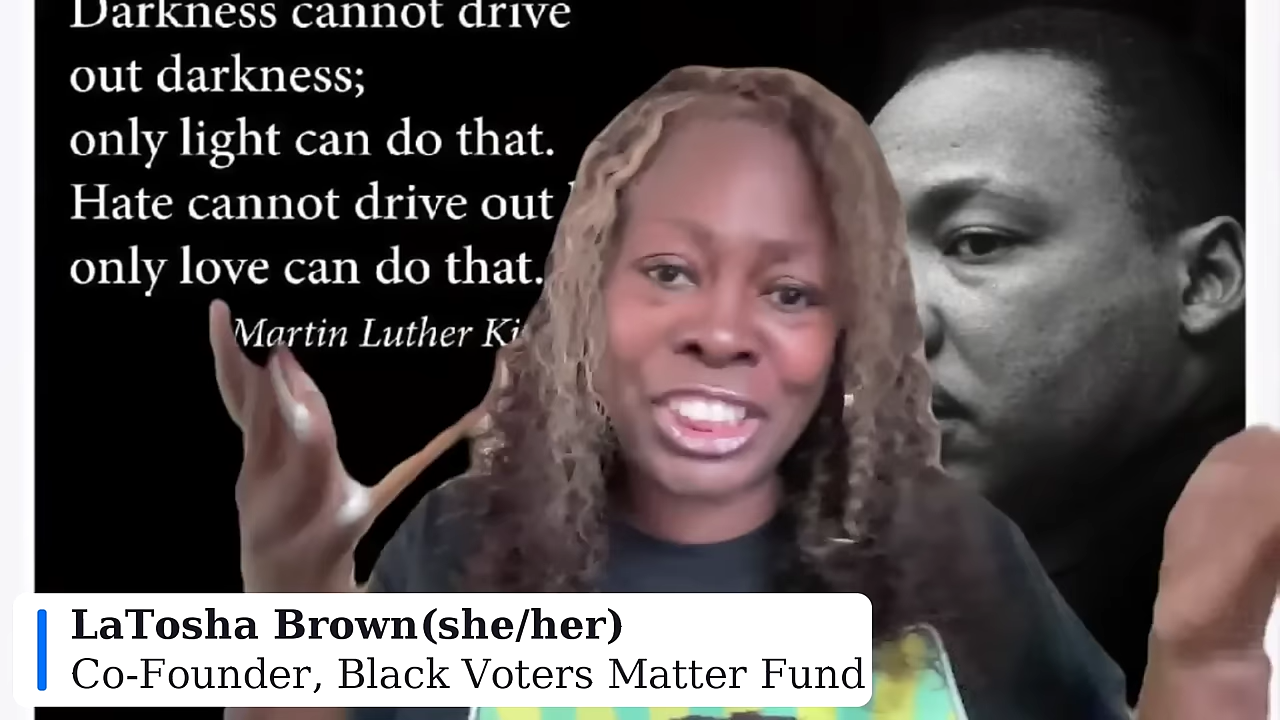 Darkness cannot drive
out darkness;
only light can do that.
Hate cannot drive out
only love can do that.
Martin Luther
LaTosha Brown(she/her)
Co-Founder, Black Voters Matter Fund